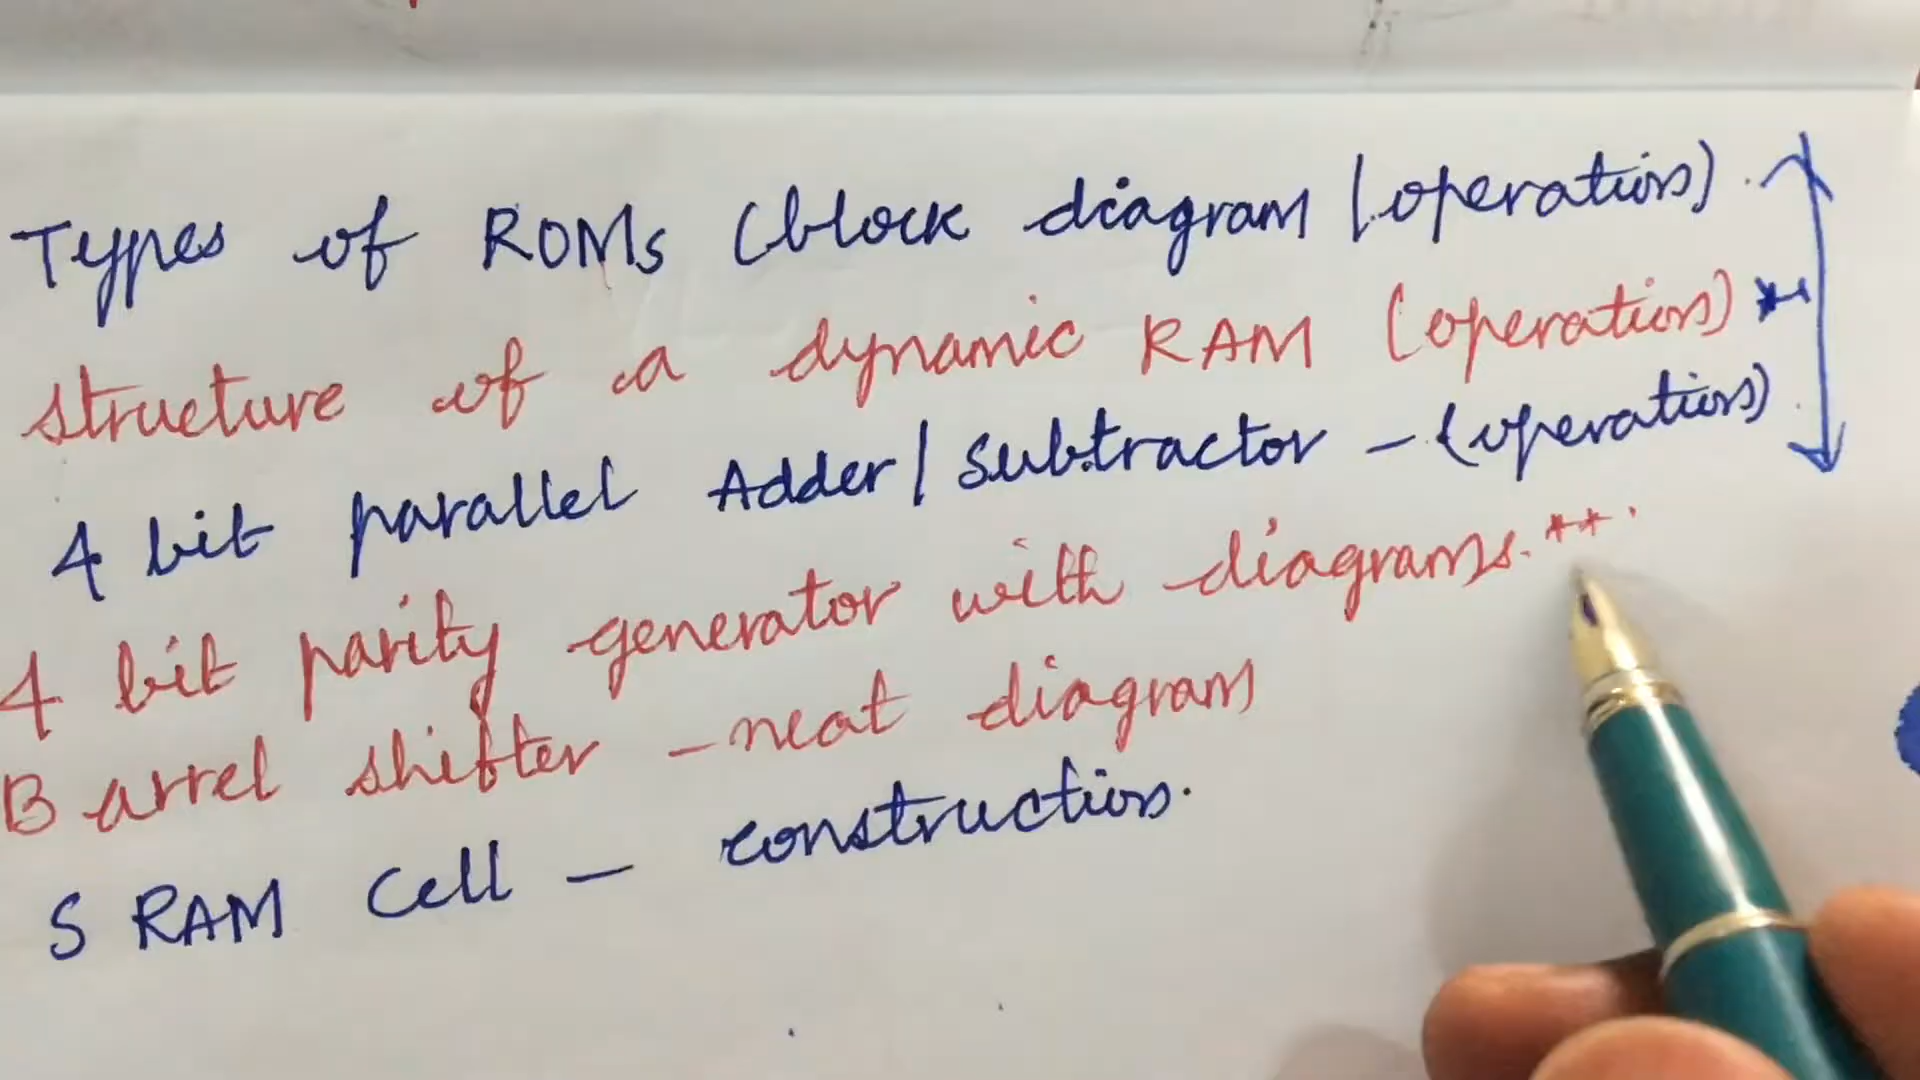 Types of ROMs (block diagram / operation)
structure of a dynamic RAM (operation) **
4 bit parallel Adder / subtractor - (operation)
4 bit parity generator with diagrams. **
Barrel shifter - neat diagram
SRAM cell - construction.